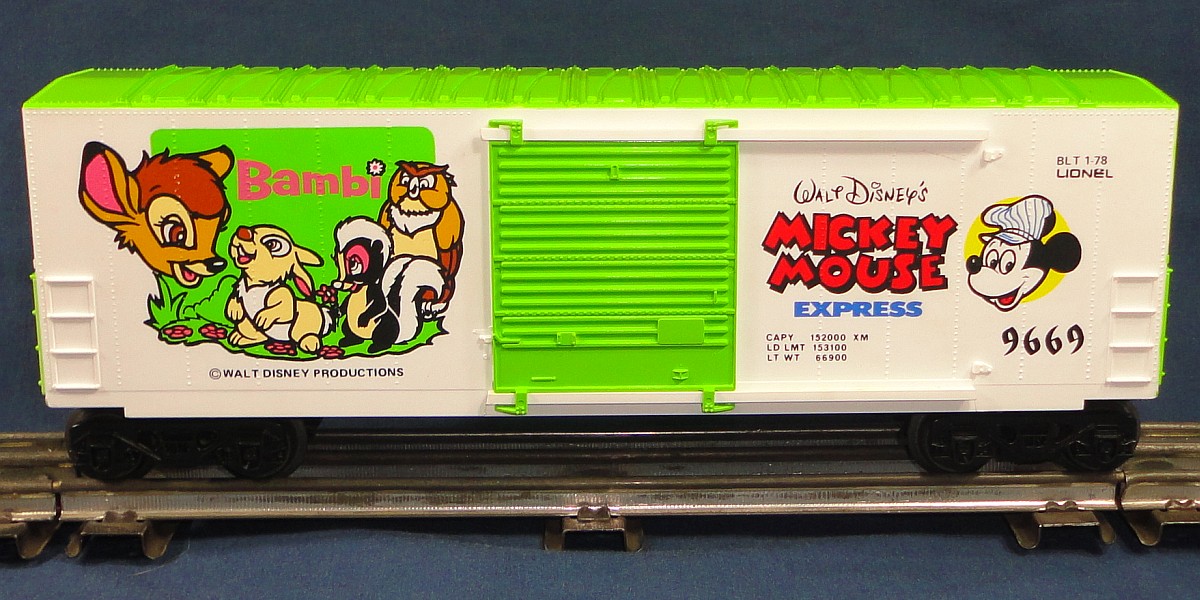 Bambi
©WALT DISNEY PRODUCTIONS
WALT DISNEY'S
MICKEY
MOUSE
EXPRESS
CAPY 152000 XM
LD LMT 153100
LT WT 66900
BLT 1-78
LIONEL
9669